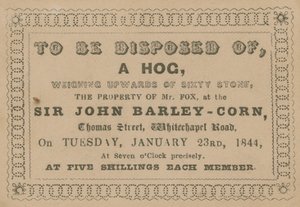 TO BE DISPOSED OF,
A HOG,
WEIGHING UPWARDS OF SIXTY STONE,
THE PROPERTY OF Mr. FOX, at the
SIR JOHN BARLEY-CORN,
Thomas Street, Whitechapel Road,
On TUESDAY, JANUARY 23RD, 1844,
At Seven o'Clock precisely.
AT FIVE SHILLINGS EACH MEMBER.